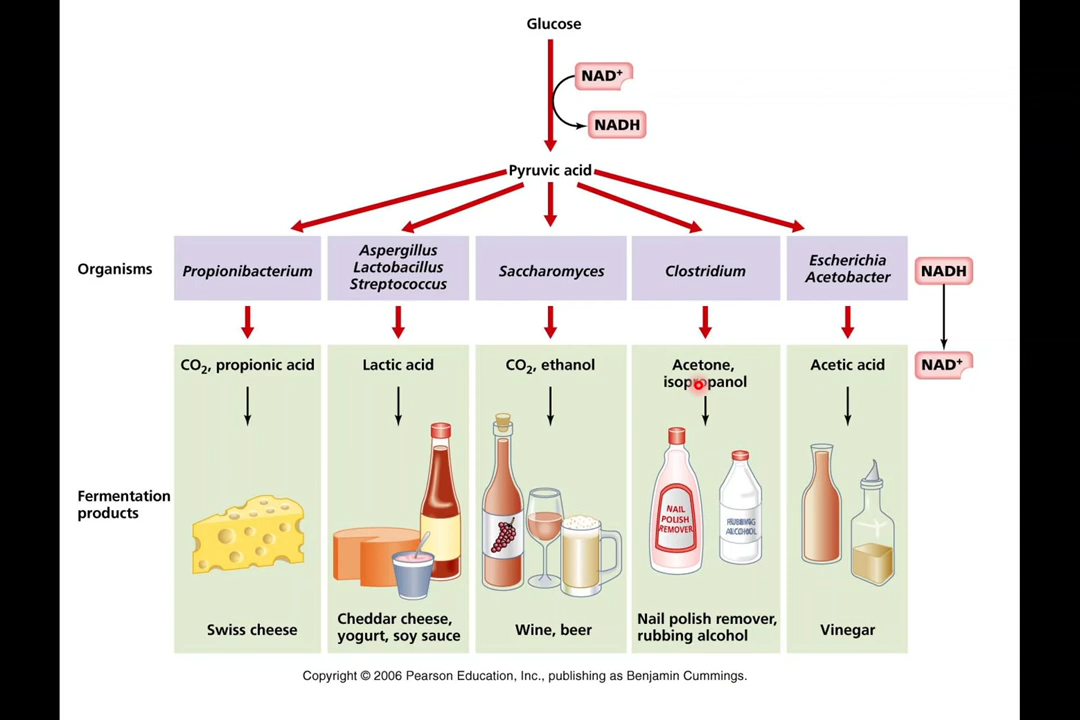 Glucose
NAD+
NADH
Pyruvic acid
Organisms
Propionibacterium
Aspergillus
Lactobacillus
Streptococcus
Saccharomyces
Clostridium
Escherichia
Acetobacter
NADH
CO2, propionic acid
Lactic acid
CO2, ethanol
Acetone,
isopropanol
Acetic acid
NAD+
Fermentation
products
NAIL
POLISH
REMOVER
RUBBING
ALCOHOL
Swiss cheese
Cheddar cheese,
yogurt, soy sauce
Wine, beer
Nail polish remover,
rubbing alcohol
Vinegar
Copyright © 2006 Pearson Education, Inc., publishing as Benjamin Cummings.